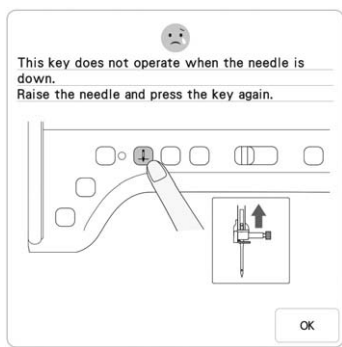 This key does not operate when the needle is
down.
Raise the needle and press the key again.
OK